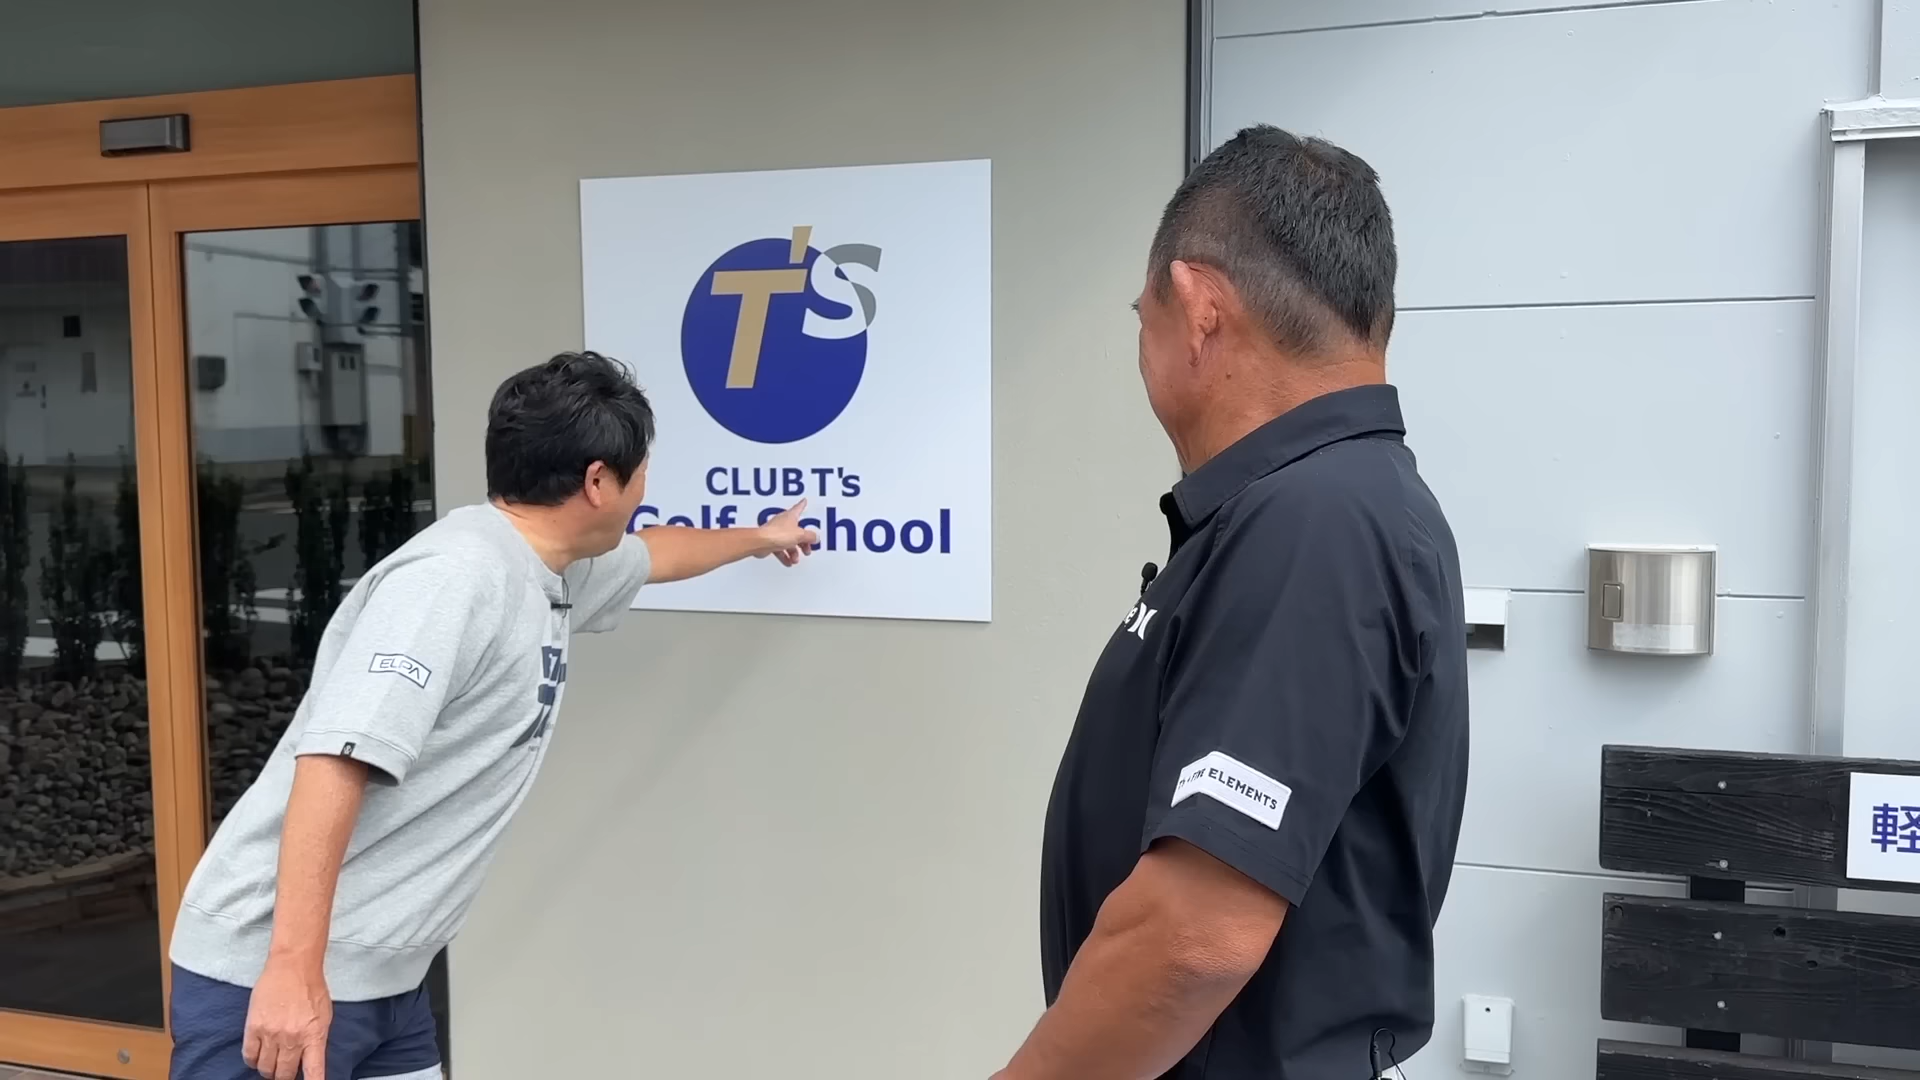 T's
CLUB T's
Golf School
ELPA
ELEMENTS
軽